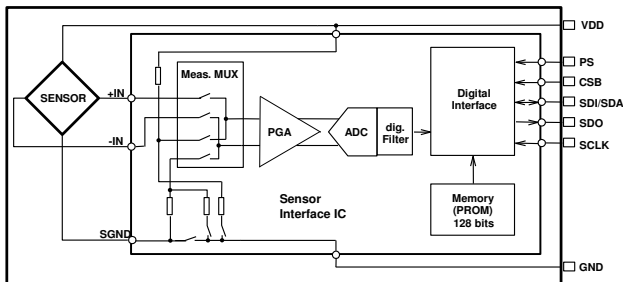 VDD
PS
CSB
SDI/SDA
SDO
SCLK
GND
Meas. MUX
SENSOR
+IN
-IN
SGND
PGA
ADC
dig.
Filter
Digital
Interface
Memory
(PROM)
128 bits
Sensor
Interface IC